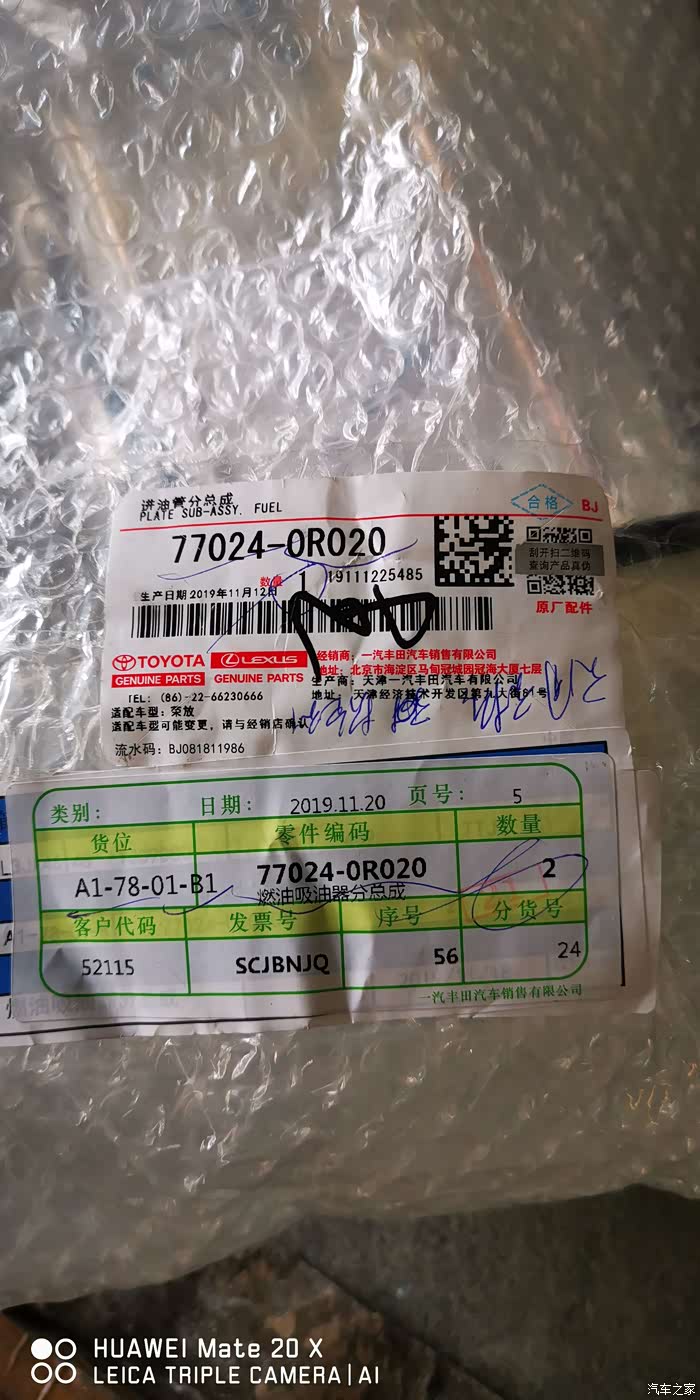 进油管分总成
PLATE SUB-ASSY. FUEL
合格
BJ
77024-0R020
刮开扫二维码
查询产品真伪
数量 1 19111225485
生产日期 2019年11月12日
原厂配件
TOYOTA
GENUINE PARTS
LEXUS
GENUINE PARTS
经销商：一汽丰田汽车销售有限公司
地址：北京市海淀区马甸冠城园冠海大厦七层
生产商：天津一汽丰田汽车有限公司
地址：天津经济技术开发区第九大街81号
TEL: (86)-22-66230666
适配车型：荣放
适配车型可能变更，请与经销店确认
流水码：BJ081811986
类别： 日期： 2019.11.20 页号： 5
货位 零件编码 数量
A1-78-01-B1 77024-0R020 2
燃油吸油器分总成
客户代码 发票号 序号 分货号
52115 SCJBNJQ 56 24
一汽丰田汽车销售有限公司
HUAWEI Mate 20 X
LEICA TRIPLE CAMERA | AI
汽车之家